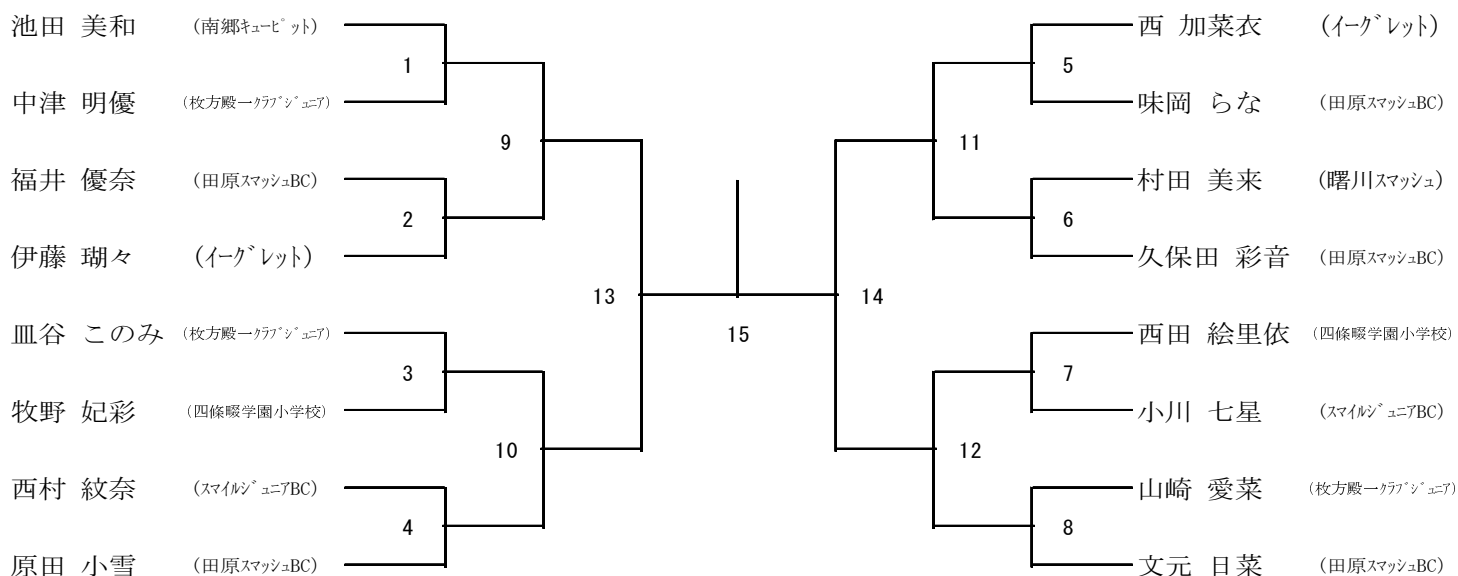 池田 美和 (南郷キューピット)
1
中津 明優 (枚方殿一クラブジュニア)
9
福井 優奈 (田原スマッシュBC)
2
伊藤 瑚々 (イーグレット)
13
皿谷 このみ (枚方殿一クラブジュニア)
3
牧野 妃彩 (四條畷学園小学校)
10
西村 紋奈 (スマイルジュニアBC)
4
原田 小雪 (田原スマッシュBC)
15
西 加菜衣 (イーグレット)
5
味岡 らな (田原スマッシュBC)
11
村田 美来 (曙川スマッシュ)
6
久保田 彩音 (田原スマッシュBC)
14
西田 絵里依 (四條畷学園小学校)
7
小川 七星 (スマイルジュニアBC)
12
山崎 愛菜 (枚方殿一クラブジュニア)
8
文元 日菜 (田原スマッシュBC)